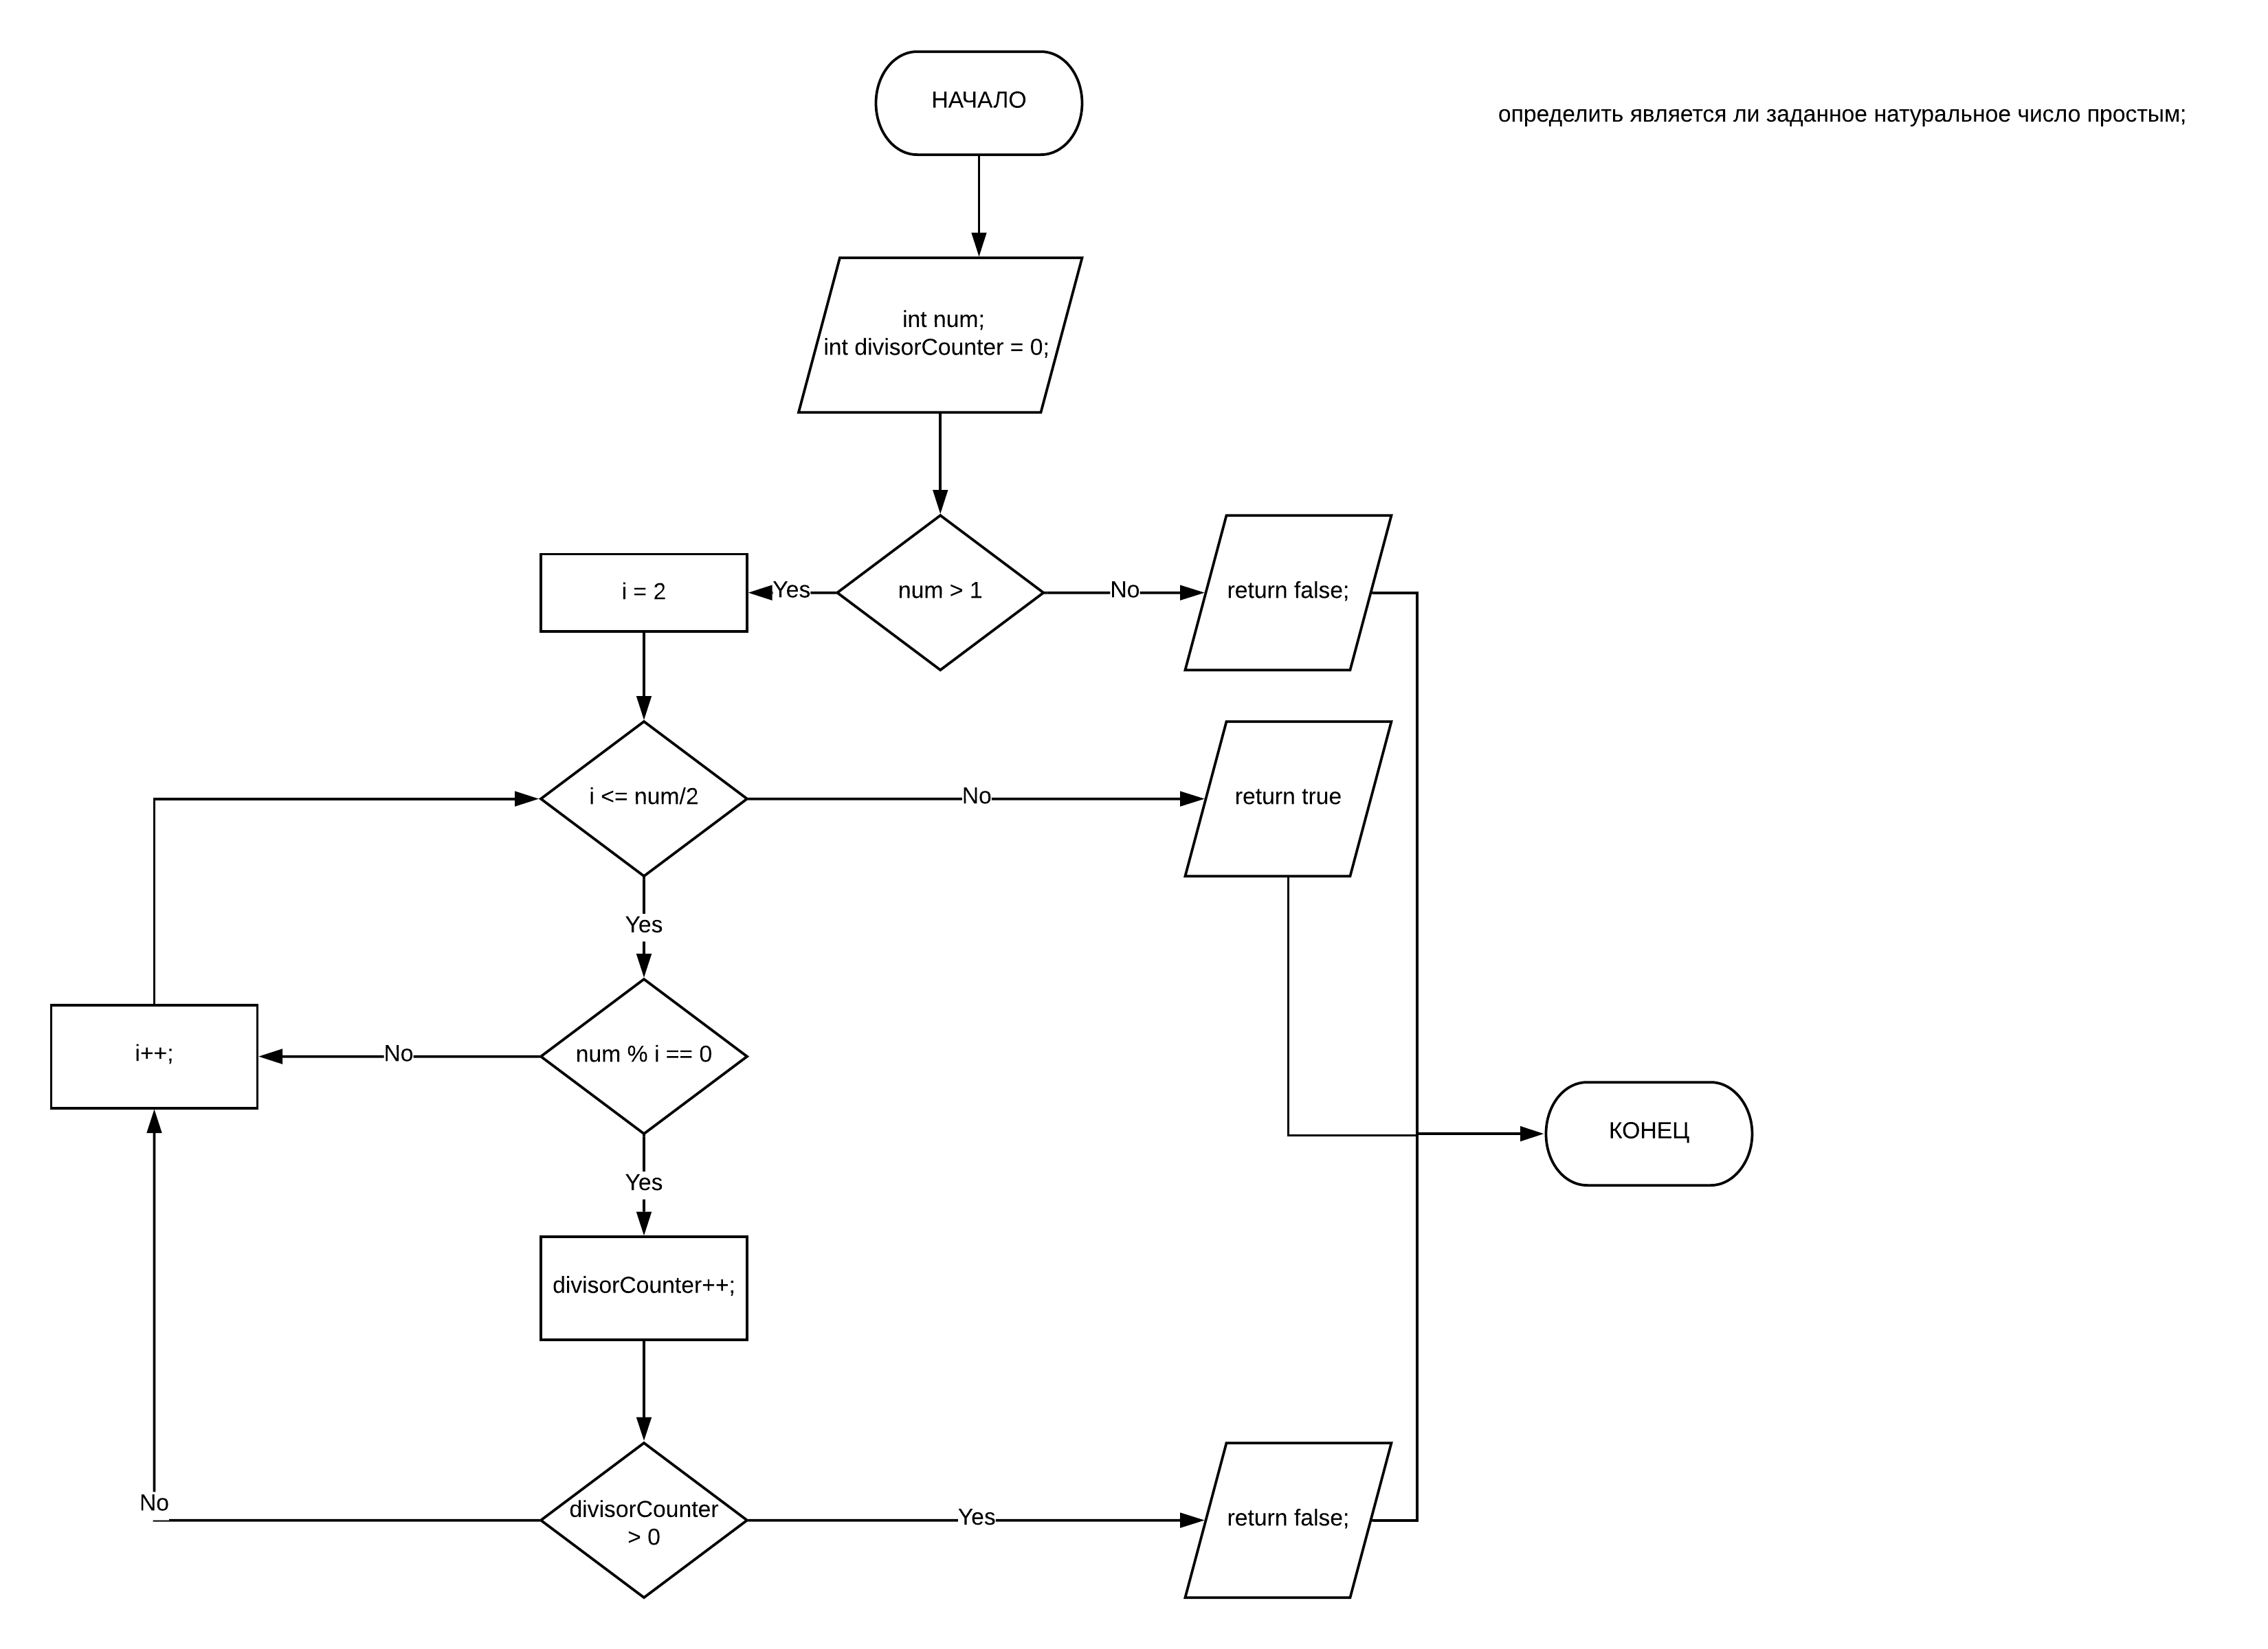 НАЧАЛО
определить является ли заданное натуральное число простым;
int num;
int divisorCounter = 0;
i = 2
Yes
num > 1
No
return false;
i <= num/2
No
return true
Yes
i++;
No
num % i == 0
КОНЕЦ
Yes
divisorCounter++;
No
divisorCounter
> 0
Yes
return false;